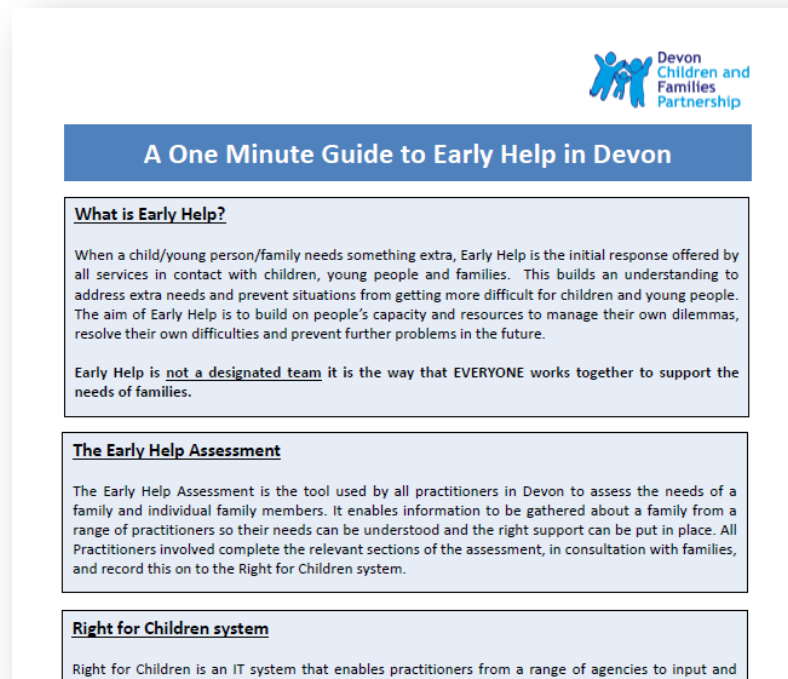 Devon
Children and
Families
Partnership
A One Minute Guide to Early Help in Devon
What is Early Help?
When a child/young person/family needs something extra, Early Help is the initial response offered by
all services in contact with children, young people and families. This builds an understanding to
address extra needs and prevent situations from getting more difficult for children and young people.
The aim of Early Help is to build on people's capacity and resources to manage their own dilemmas,
resolve their own difficulties and prevent further problems in the future.
Early Help is not a designated team it is the way that EVERYONE works together to support the
needs of families.
The Early Help Assessment
The Early Help Assessment is the tool used by all practitioners in Devon to assess the needs of a
family and individual family members. It enables information to be gathered about a family from a
range of practitioners so their needs can be understood and the right support can be put in place. All
Practitioners involved complete the relevant sections of the assessment, in consultation with families,
and record this on to the Right for Children system.
Right for Children system
Right for Children is an IT system that enables practitioners from a range of agencies to input and